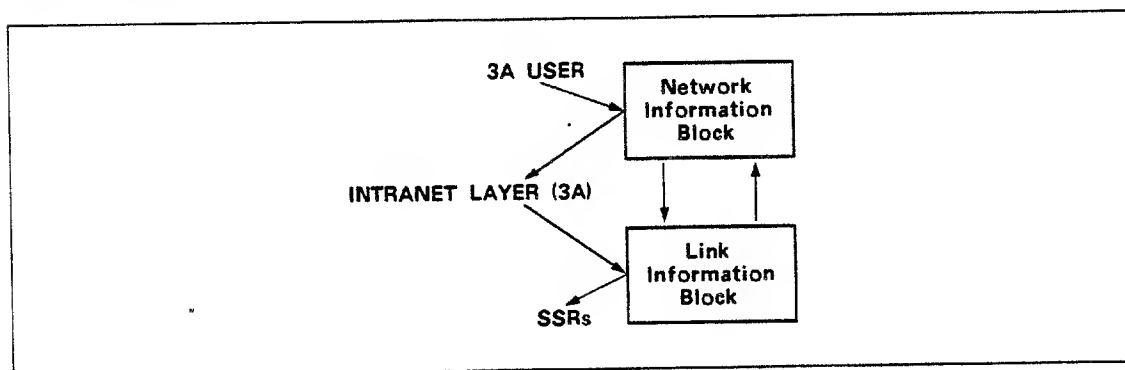 3A USER
Network
Information
Block
INTRANET LAYER (3A)
Link
Information
Block
SSRs